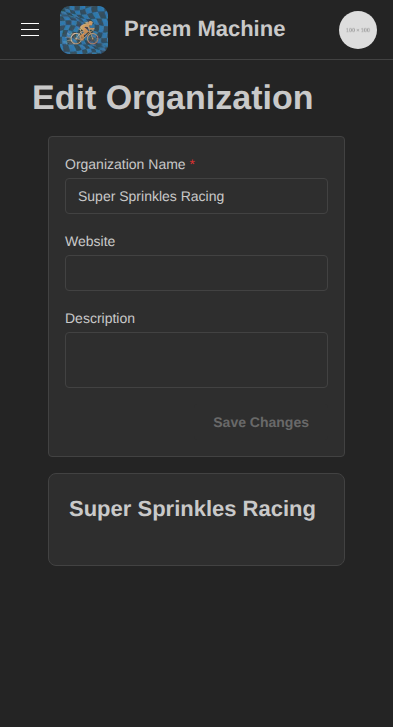 Preem Machine
100 × 100
Edit Organization
Organization Name *
Super Sprinkles Racing
Website
Description
Save Changes
Super Sprinkles Racing